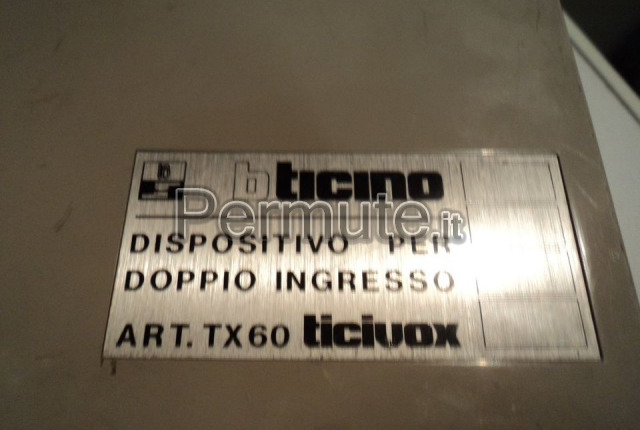 bticino
Permute.it
DISPOSITIVO PER
DOPPIO INGRESSO
ART. TX60 ticivox